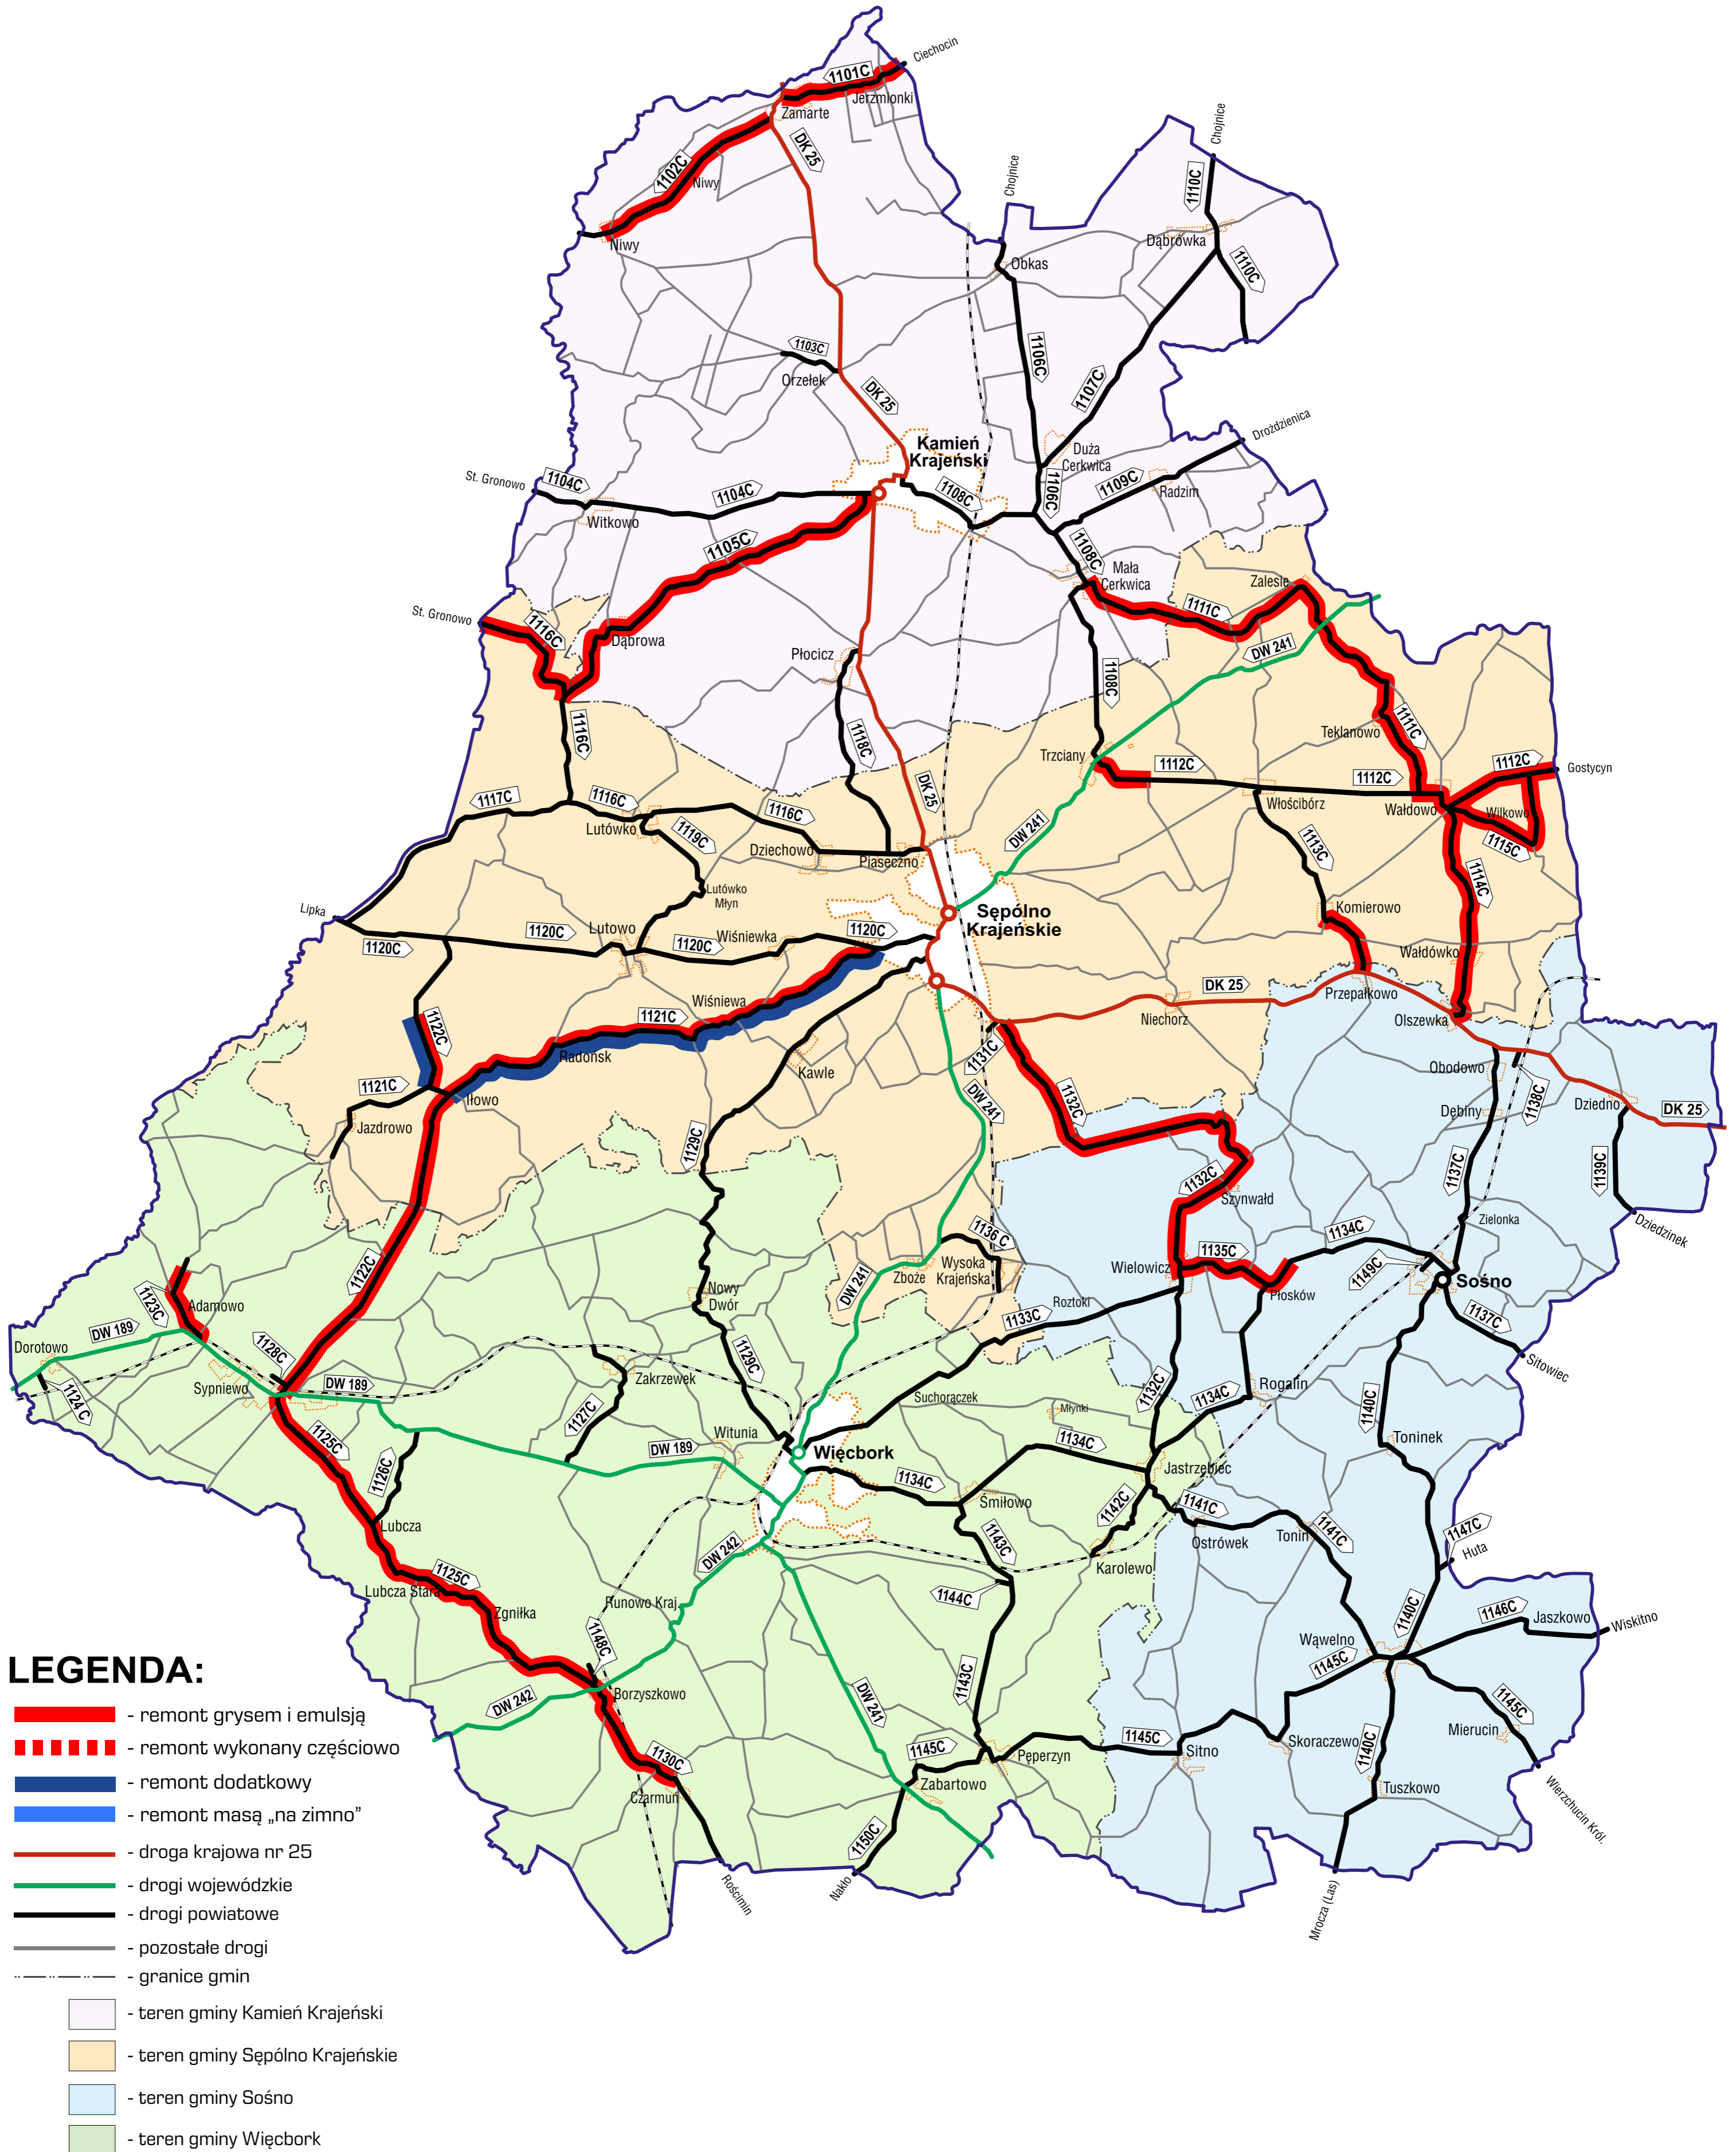 Ciechocin
1101C
Jerzmionki
Zamarte
DK 25
1102C
Niwy
Niwy
Chojnice
Chojnice
1110C
Dąbrówka
1110C
Obkas
1103C
Orzełek
1106C
1107C
DK 25
Kamień
Krajeński
Duża
Cerkwica
Drożdzienica
St. Gronowo
1104C
1104C
Witkowo
1108C
1106C
1109C
Radzim
1105C
1108C
Mała
Cerkwica
Zalesie
St. Gronowo
1116C
Dąbrowa
1111C
DW 241
Płocicz
1108C
1116C
1118C
Teklanowo
1111C
Trzciany
1112C
1112C
1112C
Gostycyn
DK 25
1117C
1116C
1116C
Włościbórz
Wałdowo
Wilkowo
Lutówko
1119C
Dziechowo
Piaseczno
DW 241
1113C
1115C
1114C
Lutówko
Młyn
Lipka
Sępólno
Krajeńskie
Komierowo
1120C
1120C
Lutowo
1120C
Wiśniewka
1120C
Wałdówko
Wiśniewa
DK 25
Przepałkowo
Niechorz
Olszewka
1122C
1121C
Radońsk
1131C
Kawle
Obodowo
1138C
1121C
Iłowo
DW 241
1132C
Dębiny
Dziedno
DK 25
Jazdrowo
1129C
1137C
1139C
1132C
Szynwałd
Zielonka
Dziedzinek
1136 C
1134C
1122C
Zboże
Wysoka
Krajeńska
Wielowicz
1135C
1149C
Sośno
Nowy
Dwór
DW 241
Roztoki
Płosków
1123C
Adamowo
1133C
1137C
Dorotowo
DW 189
1128C
1129C
Sitowiec
Sypniewo
DW 189
Zakrzewek
Rogalin
1124 C
Suchorączek
1132C
1134C
1140C
1127C
Młynki
1125C
Witunia
DW 189
Więcbork
1134C
Toninek
1126C
1134C
Jastrzębiec
Śmiłowo
1142C
1141C
Lubcza
1143C
Ostrówek
Tonin
1141C
1147C
Huta
DW 242
Karolewo
1125C
Lubcza Stara
1144C
Zgniłka
Runowo Kraj.
1140C
1146C
Jaszkowo
Wiskitno
1148C
Wąwelno
1145C
LEGENDA:
1143C
Borzyszkowo
DW 242
DW 241
1145C
- remont grysem i emulsją
Mierucin
1145C
1140C
Skoraczewo
- remont wykonany częściowo
1130C
1145C
Pęperzyn
Sitno
- remont dodatkowy
Czarmuń
Zabartowo
Tuszkowo
Wierzchucin Król.
- remont masą „na zimno”
1150C
- droga krajowa nr 25
Rościmin
Nakło
Mrocza (Las)
- drogi wojewódzkie
- drogi powiatowe
- pozostałe drogi
- granice gmin
- teren gminy Kamień Krajeński
- teren gminy Sępólno Krajeńskie
- teren gminy Sośno
- teren gminy Więcbork